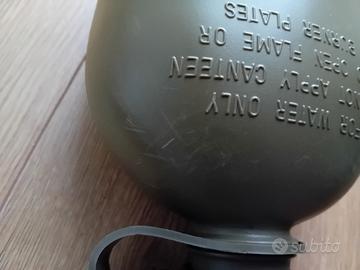 FOR WATER ONLY
NOT APPLY CANTEEN
OPEN FLAME OR
BURNER PLATES
subito